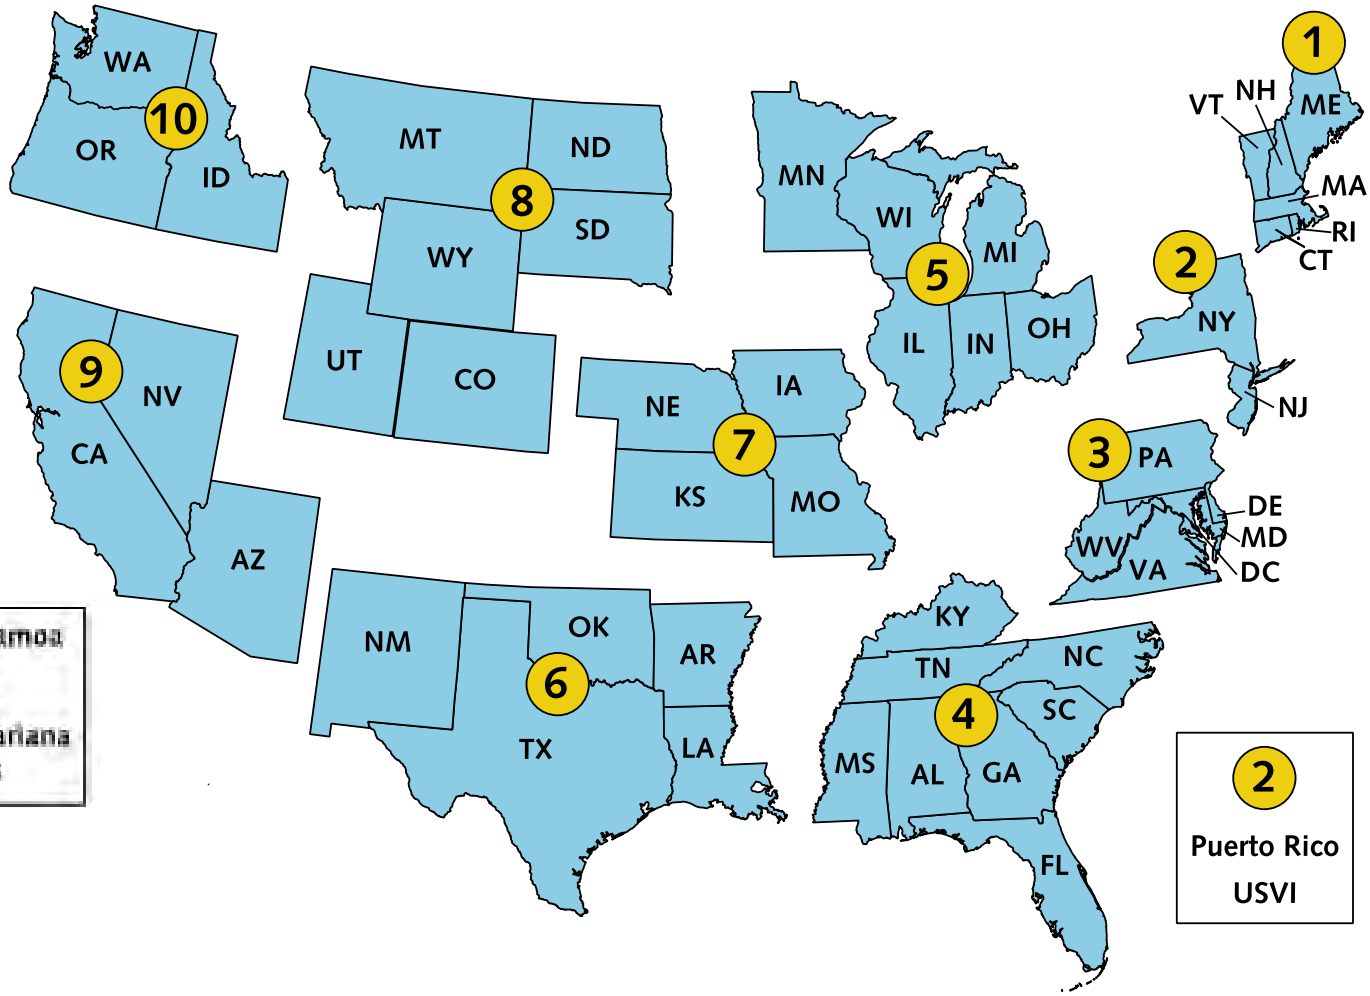 1
NH
VT
ME
MA
RI
CT
WA
10
OR
ID
MT
ND
8
SD
WY
UT
CO
MN
WI
MI
5
IL
IN
OH
2
NY
NJ
9
NV
CA
AZ
NE
IA
7
KS
MO
3
PA
DE
MD
DC
WV
VA
NM
OK
AR
6
TX
LA
KY
TN
NC
4
SC
MS
AL
GA
FL
2
Puerto Rico
USVI